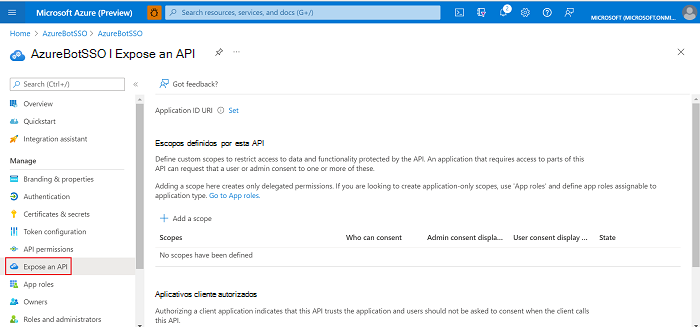 Microsoft Azure (Preview)
Search resources, services, and docs (G+/)
2
MICROSOFT (MICROSOFT.ONMI...
Home > AzureBotSSO > AzureBotSSO
AzureBotSSO | Expose an API
Search (Ctrl+/)
Overview
Quickstart
Integration assistant
Manage
Branding & properties
Authentication
Certificates & secrets
Token configuration
API permissions
Expose an API
App roles
Owners
Roles and administrators
Got feedback?
Application ID URI Set
Escopos definidos por esta API
Define custom scopes to restrict access to data and functionality protected by the API. An application that requires access to parts of this
API can request that a user or admin consent to one or more of these.
Adding a scope here creates only delegated permissions. If you are looking to create application-only scopes, use 'App roles' and define app roles assignable to
application type. Go to App roles.
Add a scope
Scopes Who can consent Admin consent displa... User consent display ... State
No scopes have been defined
Aplicativos cliente autorizados
Authorizing a client application indicates that this API trusts the application and users should not be asked to consent when the client calls
this API.